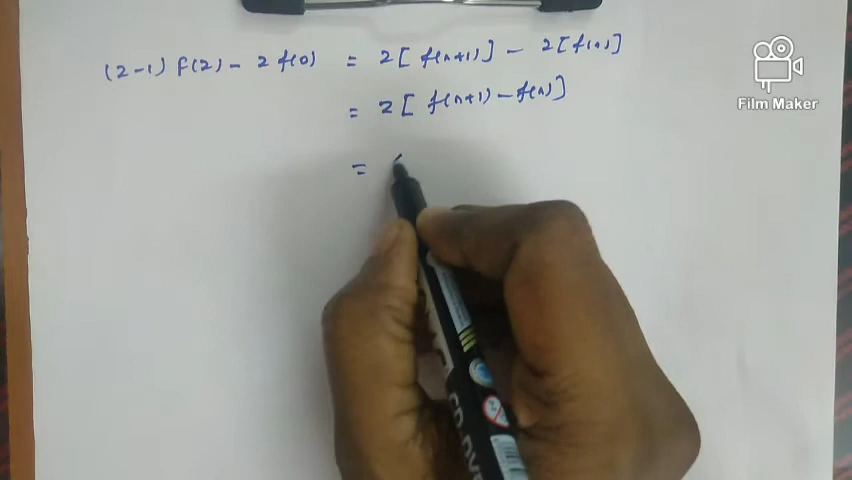 (2-1) f(2) - 2 f(0) = 2[ f(n+1)] - 2[f(n)]
= 2[ f(n+1) - f(n)]
=
Film Maker